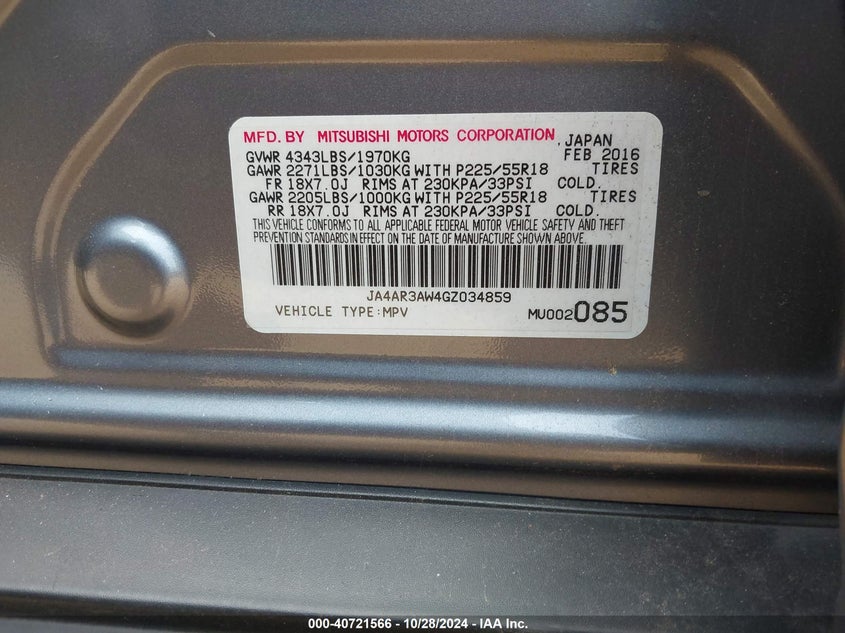 MFD. BY MITSUBISHI MOTORS CORPORATION, JAPAN
GVWR 4343LBS/1970KG FEB 2016
GAWR 2271LBS/1030KG WITH P225/55R18 TIRES
FR 18X7.0J RIMS AT 230KPA/33PSI COLD.
GAWR 2205LBS/1000KG WITH P225/55R18 TIRES
RR 18X7.0J RIMS AT 230KPA/33PSI COLD.
THIS VEHICLE CONFORMS TO ALL APPLICABLE FEDERAL MOTOR VEHICLE SAFETY AND THEFT
PREVENTION STANDARDS IN EFFECT ON THE DATE OF MANUFACTURE SHOWN ABOVE.
JA4AR3AW4GZ034859
VEHICLE TYPE:MPV MU002085
000-40721566 - 10/28/2024 - IAA Inc.